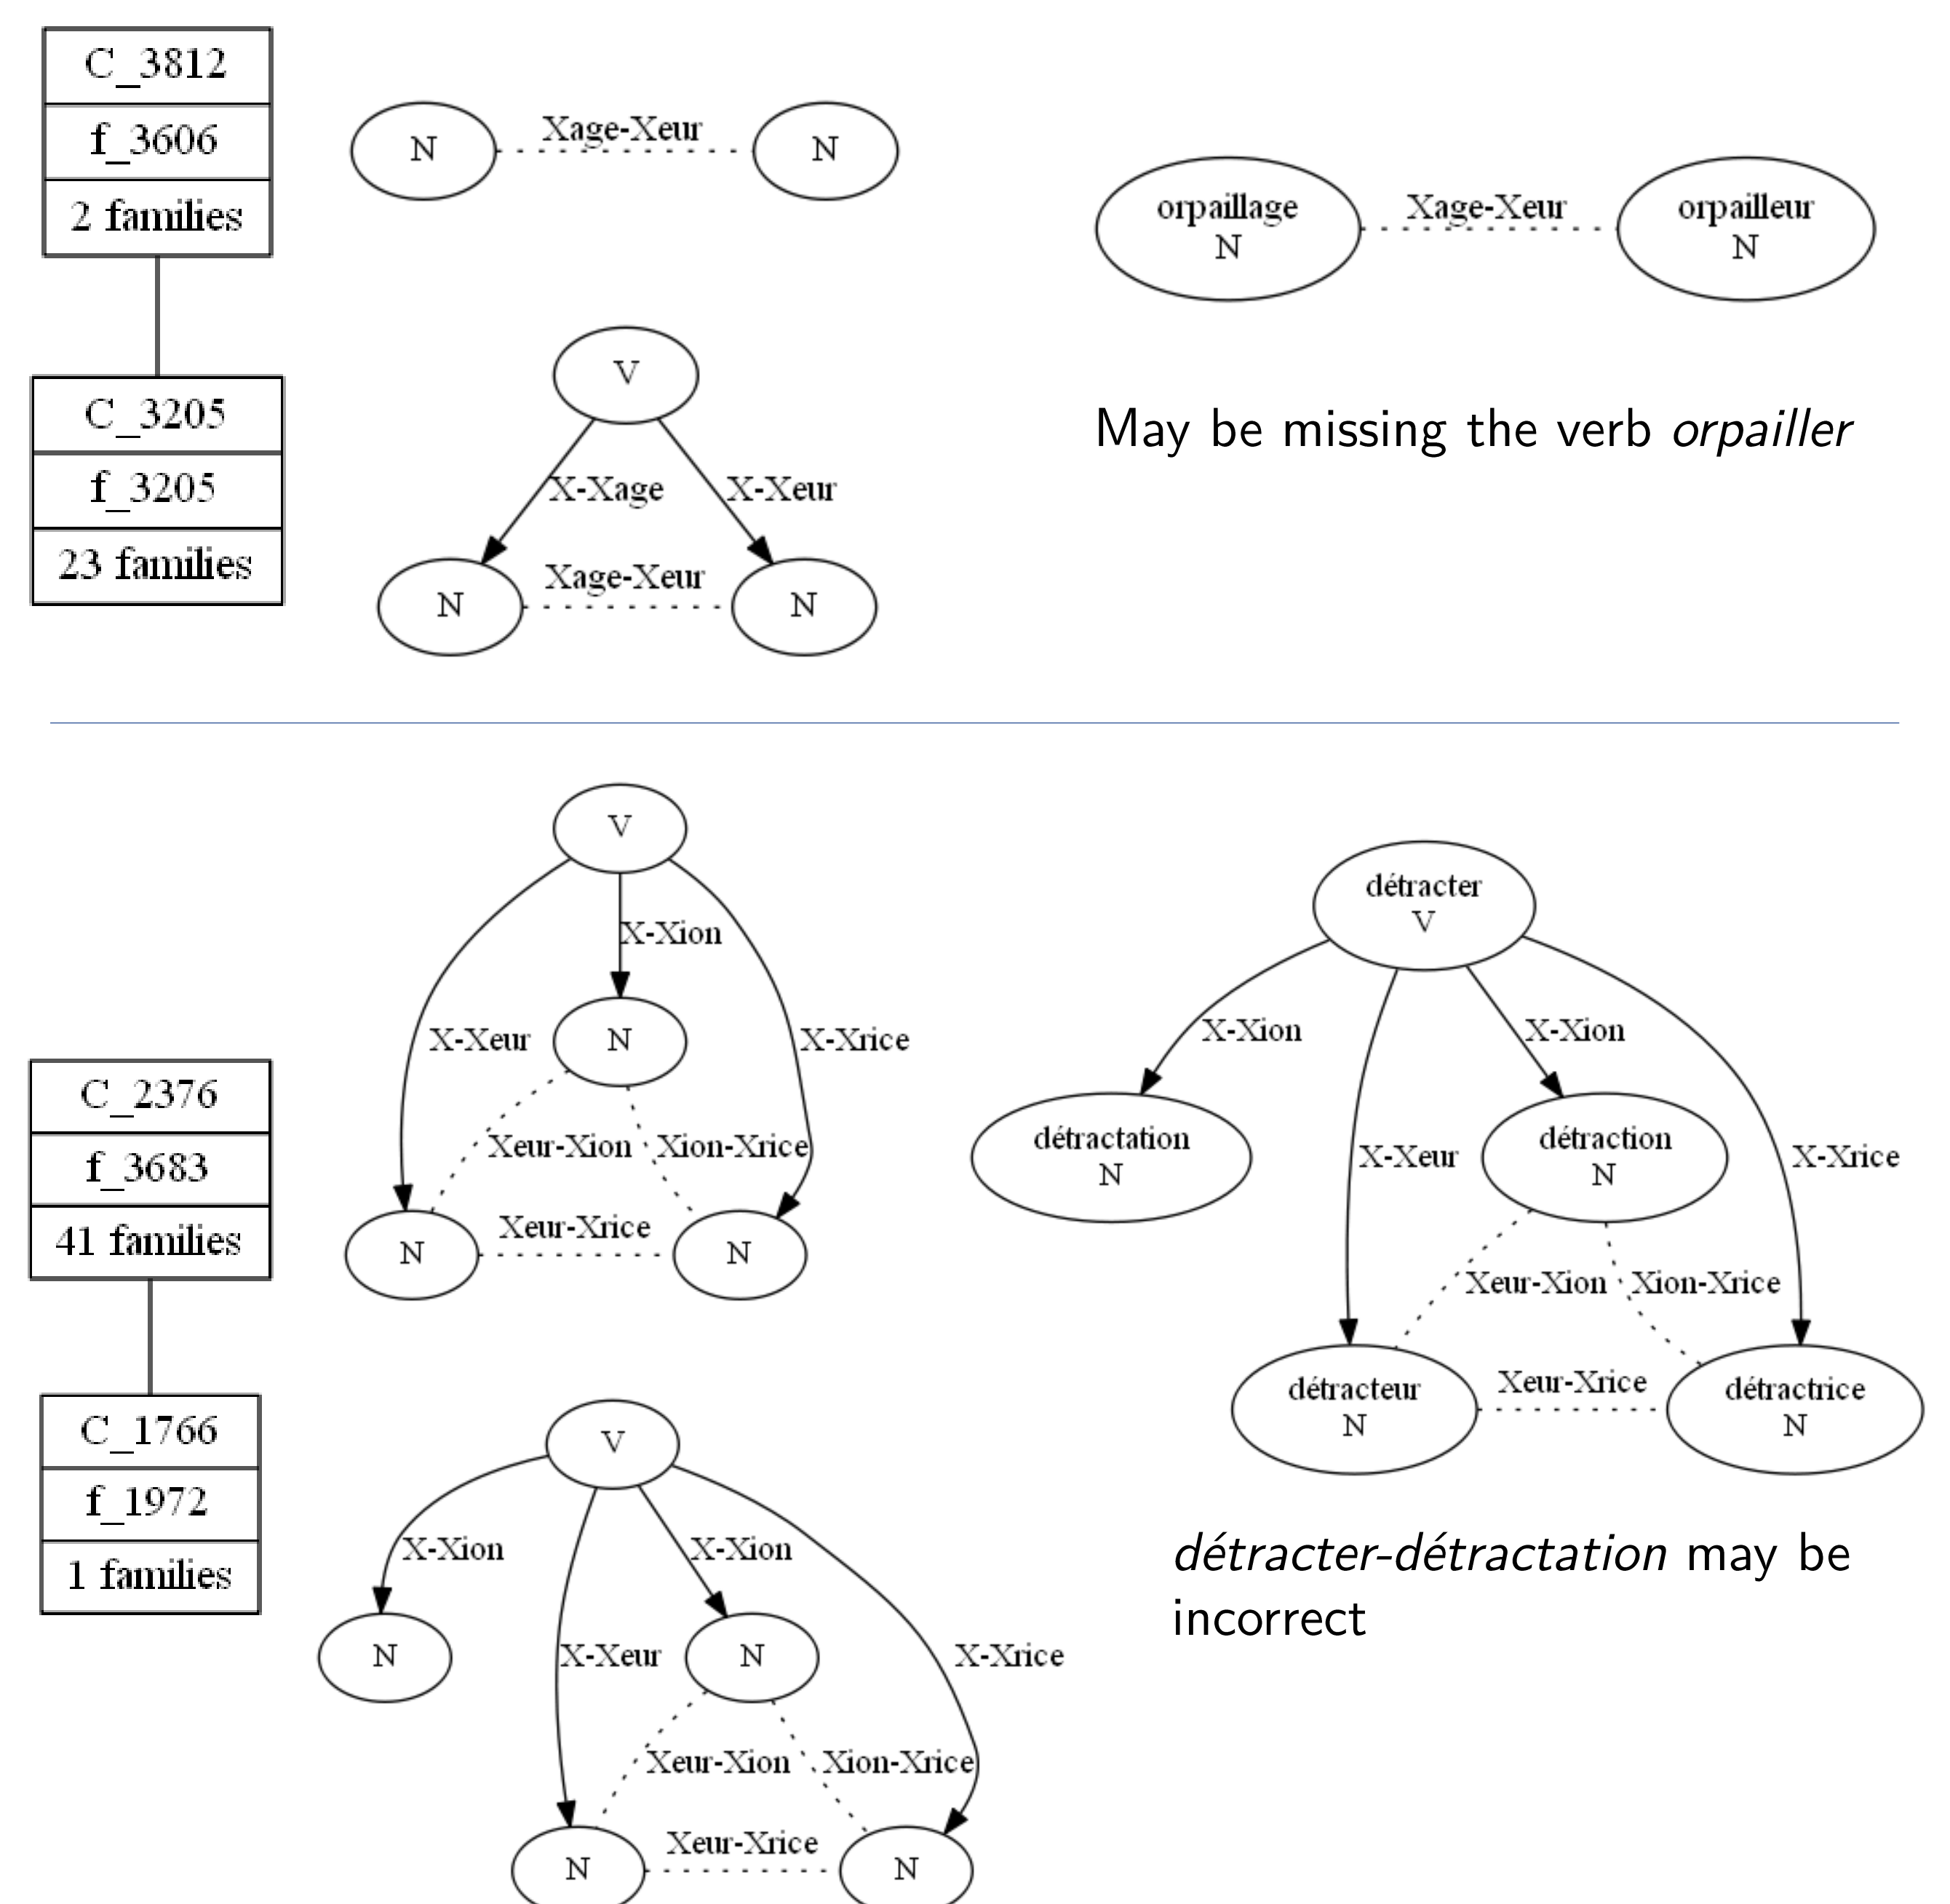 C_3812
f_3606
2 families
N
Xage-Xeur
N
orpaillage
N
Xage-Xeur
orpailleur
N
C_3205
f_3205
23 families
V
X-Xage
X-Xeur
N
Xage-Xeur
N
May be missing the verb orpailler
C_2376
f_3683
41 families
V
X-Xion
X-Xeur
N
X-Xrice
Xeur-Xion
Xion-Xrice
N
Xeur-Xrice
N
détracter
V
X-Xion
X-Xion
détractation
N
X-Xeur
détraction
N
X-Xrice
Xeur-Xion
Xion-Xrice
détracteur
N
Xeur-Xrice
détractrice
N
C_1766
f_1972
1 families
V
X-Xion
X-Xion
N
X-Xeur
N
X-Xrice
Xeur-Xion
Xion-Xrice
N
Xeur-Xrice
N
détracter-détractation may be
incorrect